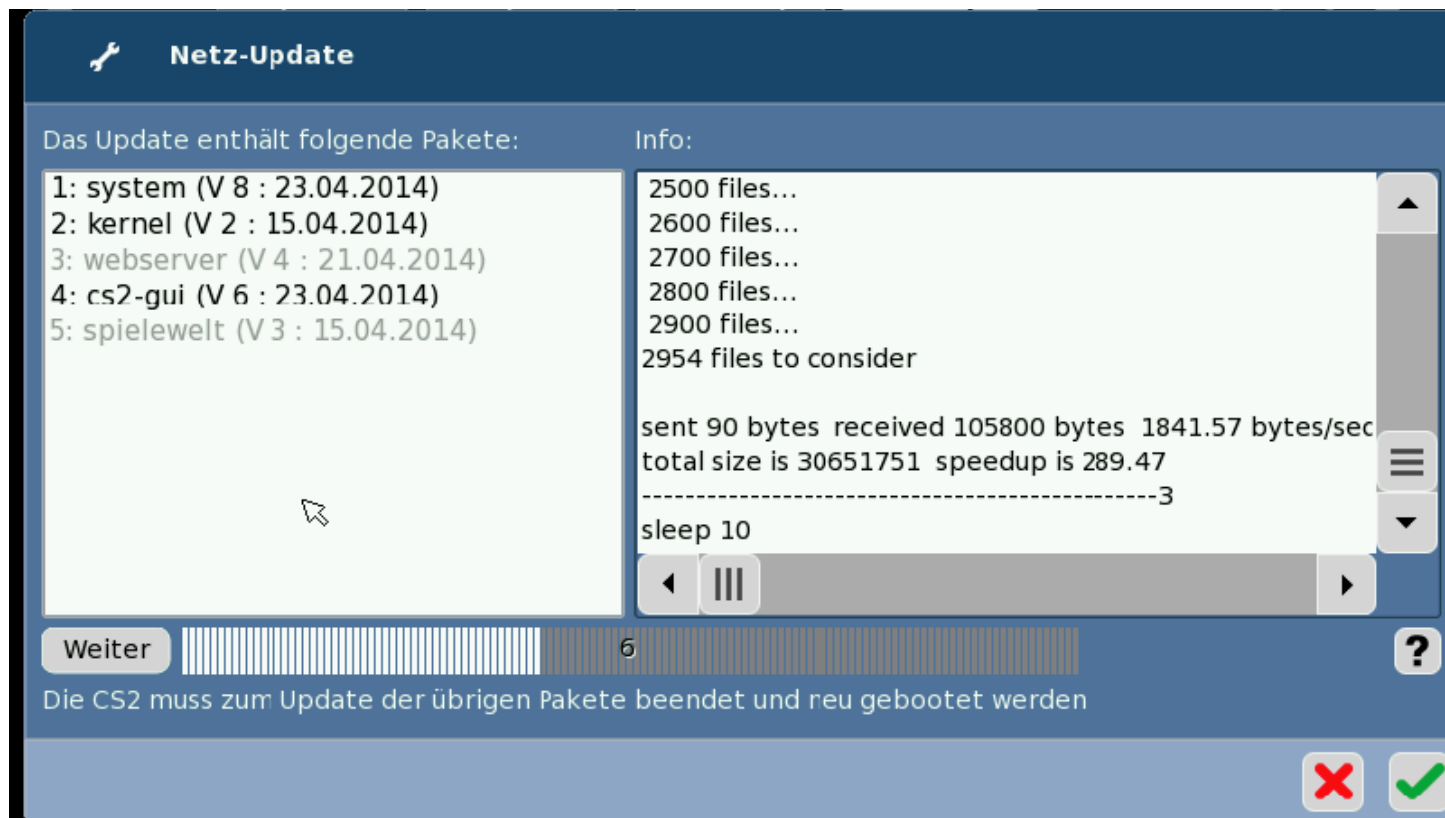 Netz-Update
Das Update enthält folgende Pakete:
1: system (V 8 : 23.04.2014)
2: kernel (V 2 : 15.04.2014)
3: webserver (V 4 : 21.04.2014)
4: cs2-gui (V 6 : 23.04.2014)
5: spielewelt (V 3 : 15.04.2014)
Info:
2500 files...
2600 files...
2700 files...
2800 files...
2900 files...
2954 files to consider
sent 90 bytes received 105800 bytes 1841.57 bytes/sec
total size is 30651751 speedup is 289.47
------------------------------------------------3
sleep 10
Weiter
6
?
Die CS2 muss zum Update der übrigen Pakete beendet und neu gebootet werden